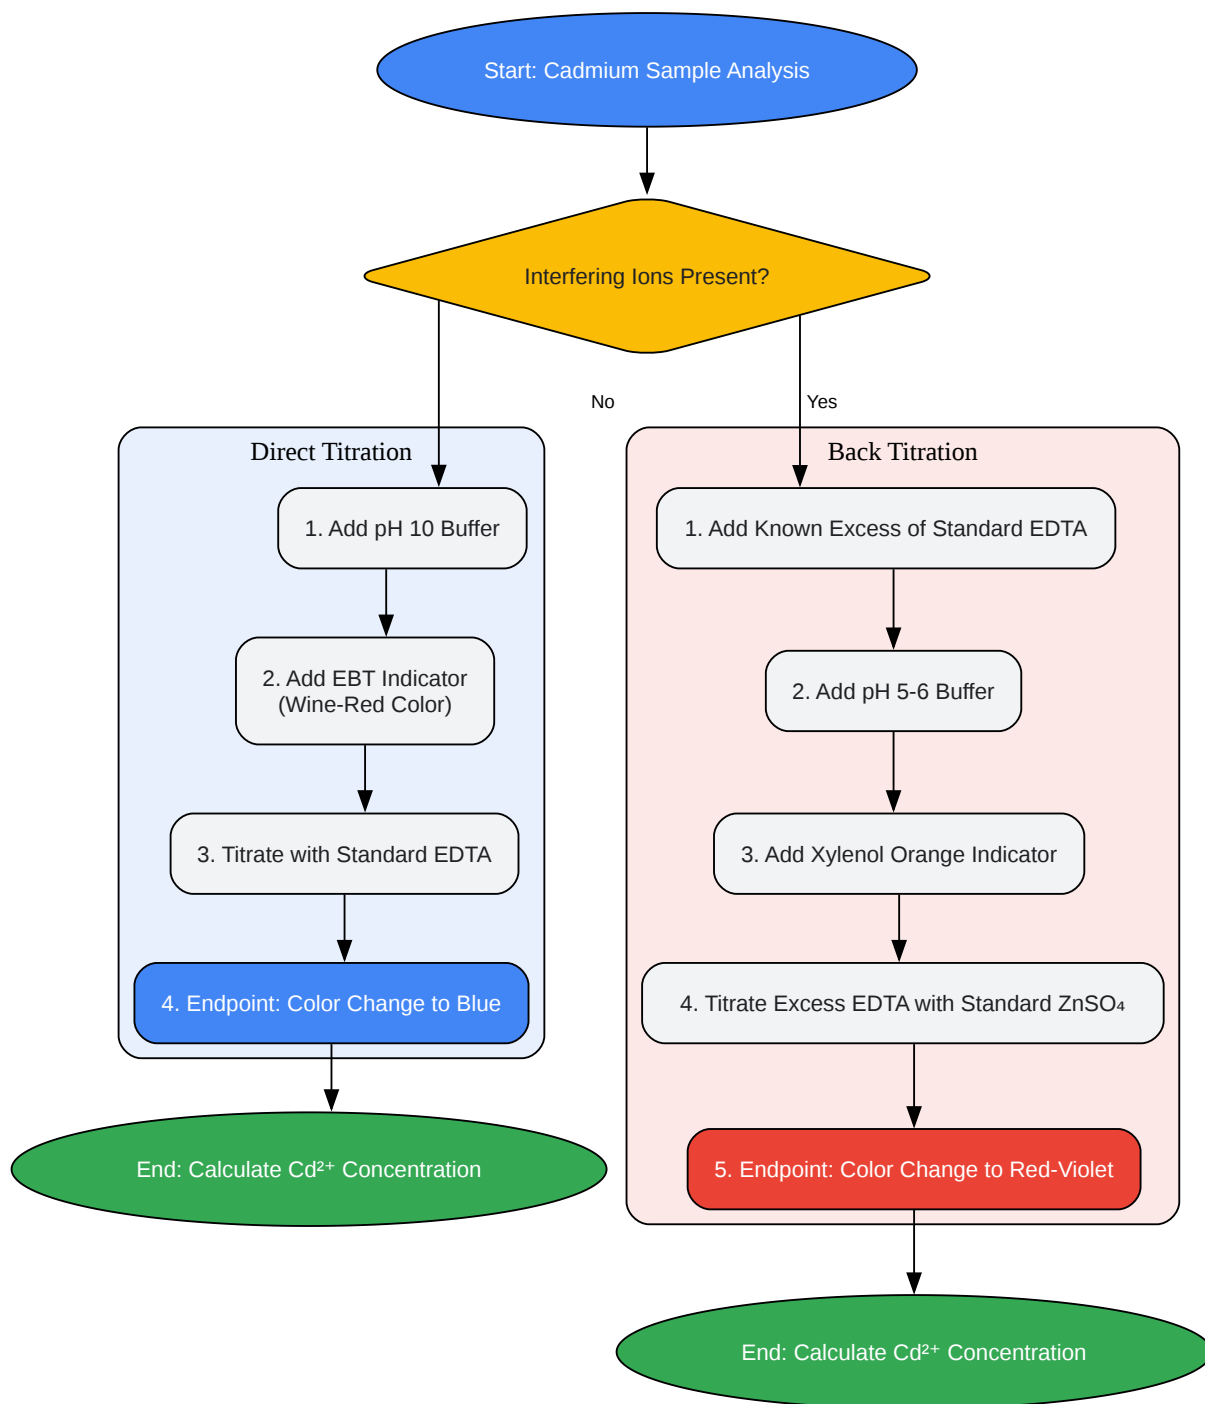 Start: Cadmium Sample Analysis
Interfering Ions Present?
No
Yes
Direct Titration
1. Add pH 10 Buffer
2. Add EBT Indicator
(Wine-Red Color)
3. Titrate with Standard EDTA
4. Endpoint: Color Change to Blue
End: Calculate Cd²⁺ Concentration
Back Titration
1. Add Known Excess of Standard EDTA
2. Add pH 5-6 Buffer
3. Add Xylenol Orange Indicator
4. Titrate Excess EDTA with Standard ZnSO₄
5. Endpoint: Color Change to Red-Violet
End: Calculate Cd²⁺ Concentration